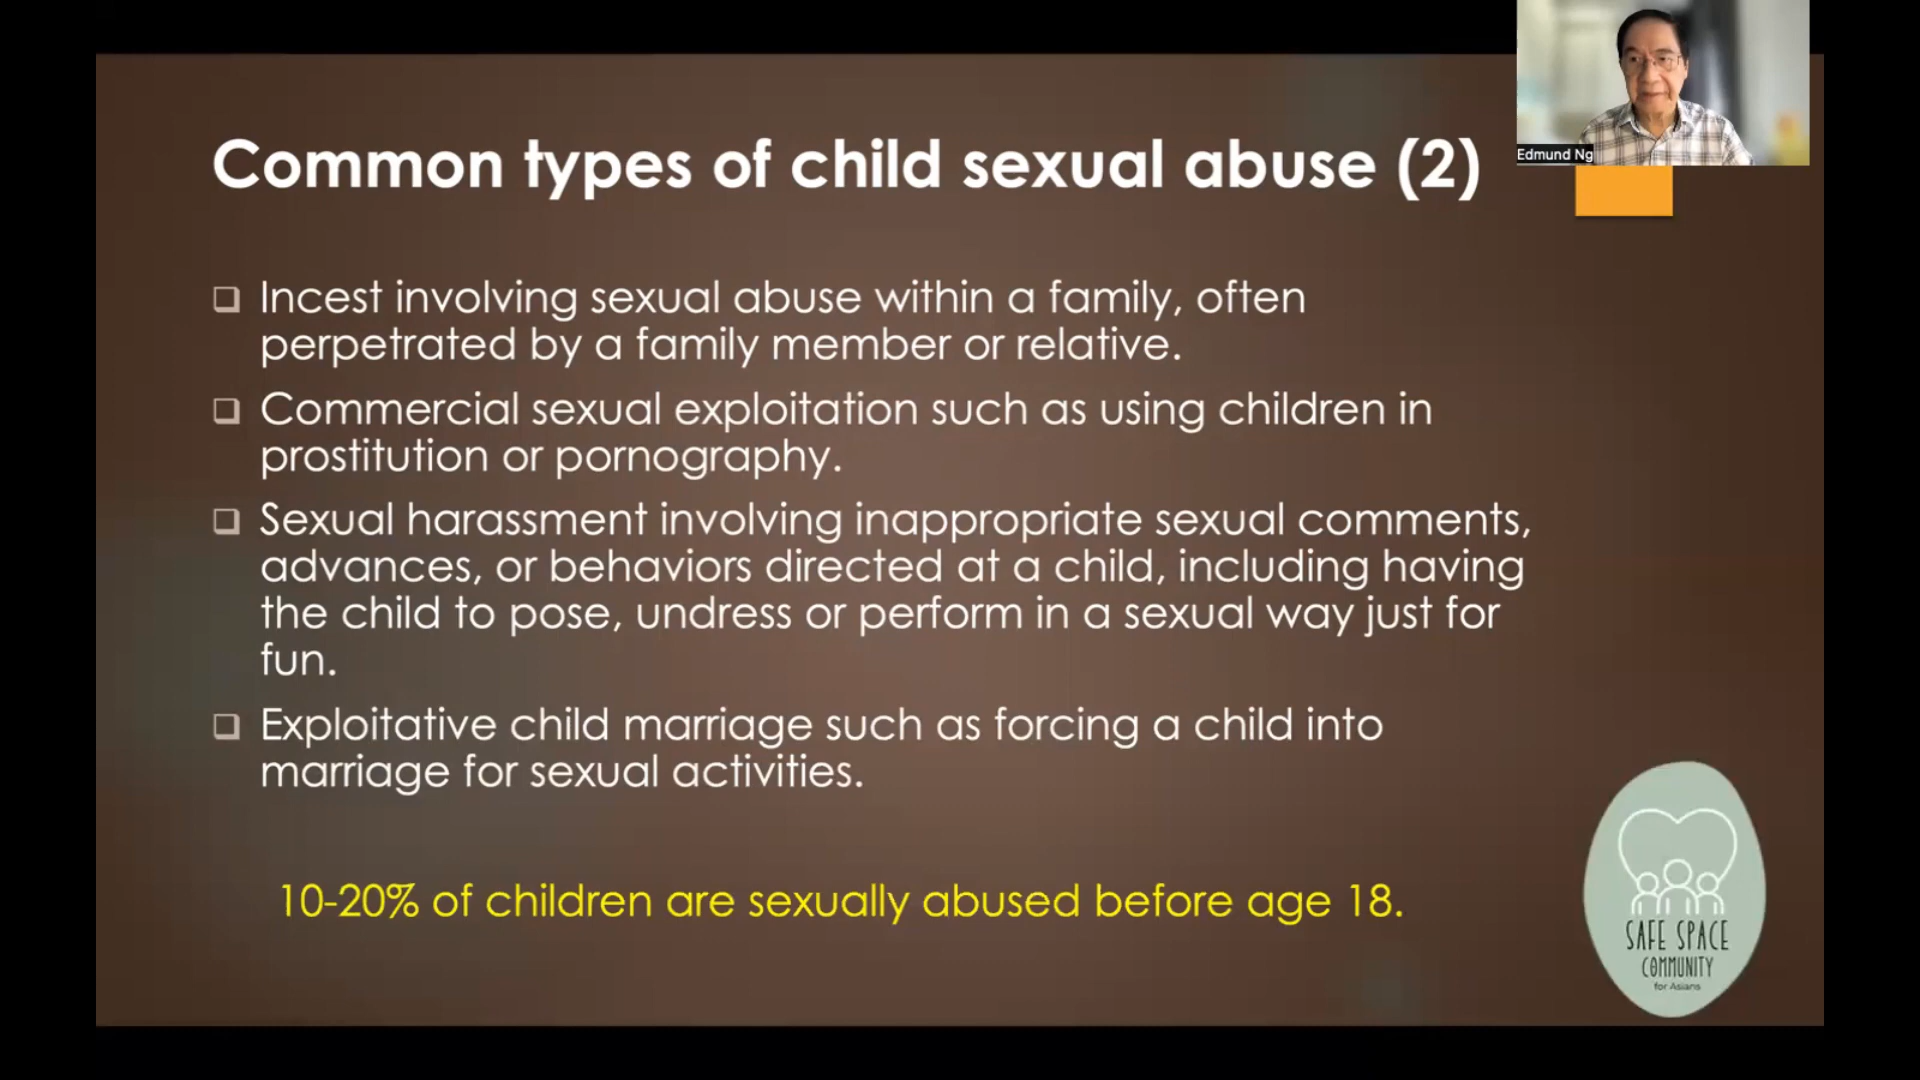 Edmund Ng
Common types of child sexual abuse (2)
❑ Incest involving sexual abuse within a family, often
perpetrated by a family member or relative.
❑ Commercial sexual exploitation such as using children in
prostitution or pornography.
❑ Sexual harassment involving inappropriate sexual comments,
advances, or behaviors directed at a child, including having
the child to pose, undress or perform in a sexual way just for
fun.
❑ Exploitative child marriage such as forcing a child into
marriage for sexual activities.
10-20% of children are sexually abused before age 18.
SAFE SPACE
COMMUNITY
for Asians